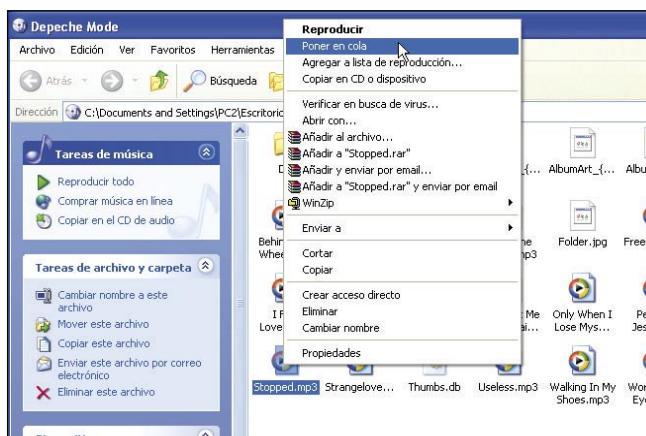 Depeche Mode
Archivo Edición Ver Favoritos Herramientas
Atrás Búsqueda
Dirección C:\Documents and Settings\PC2\Escritorio
Tareas de música
Reproducir todo
Comprar música en línea
Copiar en el CD de audio
Tareas de archivo y carpeta
Cambiar nombre a este
archivo
Mover este archivo
Copiar este archivo
Enviar este archivo por correo
electrónico
Eliminar este archivo
Reproducir
Poner en cola
Agregar a lista de reproducción...
Copiar en CD o dispositivo
Verificar en busca de virus...
Abrir con...
Añadir al archivo...
Añadir a "Stopped.rar"
Añadir y enviar por email...
Añadir a "Stopped.rar" y enviar por email
WinZip
Enviar a
Cortar
Copiar
Crear acceso directo
Eliminar
Cambiar nombre
Propiedades
AlbumArt_{...
Folder.jpg
Only When I
Lose Mys...
Stopped.mp3 Strangelove... Thumbs.db Useless.mp3 Walking In My
Shoes.mp3